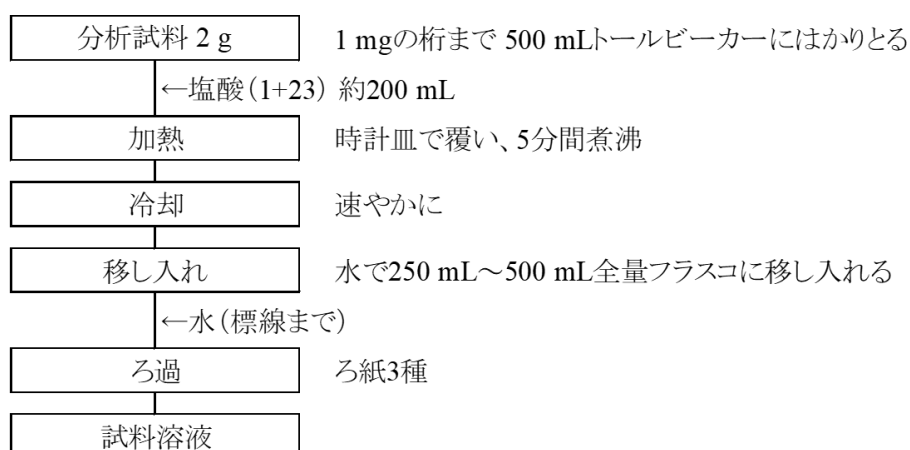 分析試料 2 g 1 mgの桁まで 500 mLトールビーカーにはかりとる
←塩酸(1+23) 約200 mL
加熱 時計皿で覆い、5分間煮沸
冷却 速やかに
移し入れ 水で250 mL～500 mL全量フラスコに移し入れる
←水(標線まで)
ろ過 ろ紙3種
試料溶液